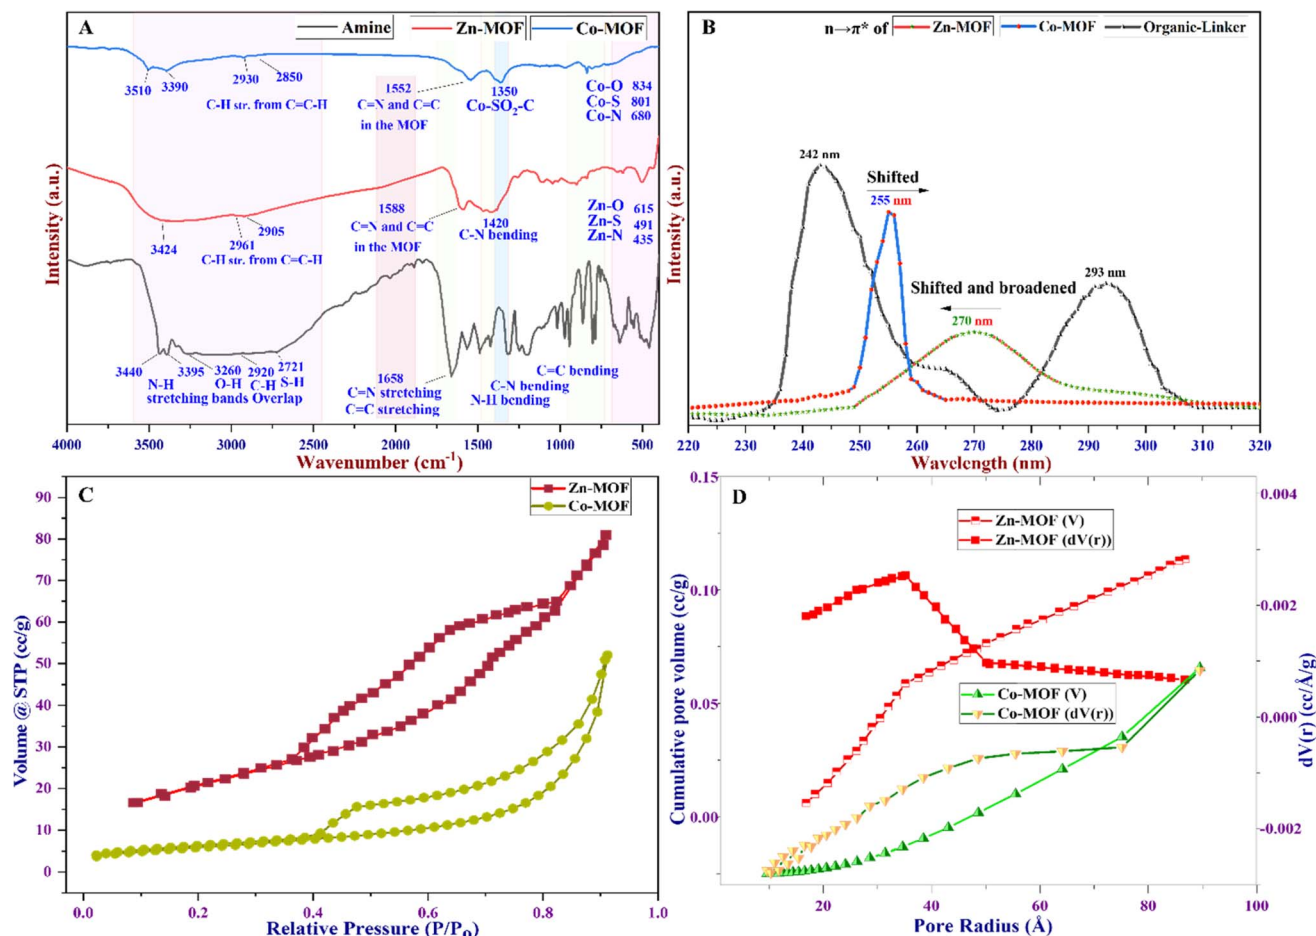 A
Amine Zn-MOF Co-MOF
3510 3390 2930 2850 1552 1350
C-H str. from C=C-H
C=N and C=C
in the MOF
Co-SO2-C
Co-O 834
Co-S 801
Co-N 680
3424 2961 2905 1588 1420
C-H str. from C=C-H
C=N and C=C
in the MOF
C-N bending
Zn-O 615
Zn-S 491
Zn-N 435
3440 3395 3260 2920 2721
N-H O-H C-H S-H
stretching bands Overlap
1658
C=N stretching
C=C stretching
C=C bending
C-N bending
N-H bending
4000 3500 3000 2500 2000 1500 1000 500
Wavenumber (cm-1)
Intensity (a.u.)
B
n→π* of Zn-MOF Co-MOF Organic-Linker
242 nm
Shifted
255 nm
Shifted and broadened
270 nm
293 nm
220 230 240 250 260 270 280 290 300 310 320
Wavelength (nm)
Intensity (a.u.)
C
Zn-MOF
Co-MOF
90
80
70
60
50
40
30
20
10
0
0.0 0.2 0.4 0.6 0.8 1.0
Relative Pressure (P/Po)
Volume @ STP (cc/g)
D
Zn-MOF (V)
Zn-MOF (dV(r))
Co-MOF (V)
Co-MOF (dV(r))
0.15
0.10
0.05
0.00
0.004
0.002
0.000
-0.002
20 40 60 80 100
Pore Radius (Å)
Cumulative pore volume (cc/g)
dV(r) (cc/Å/g)